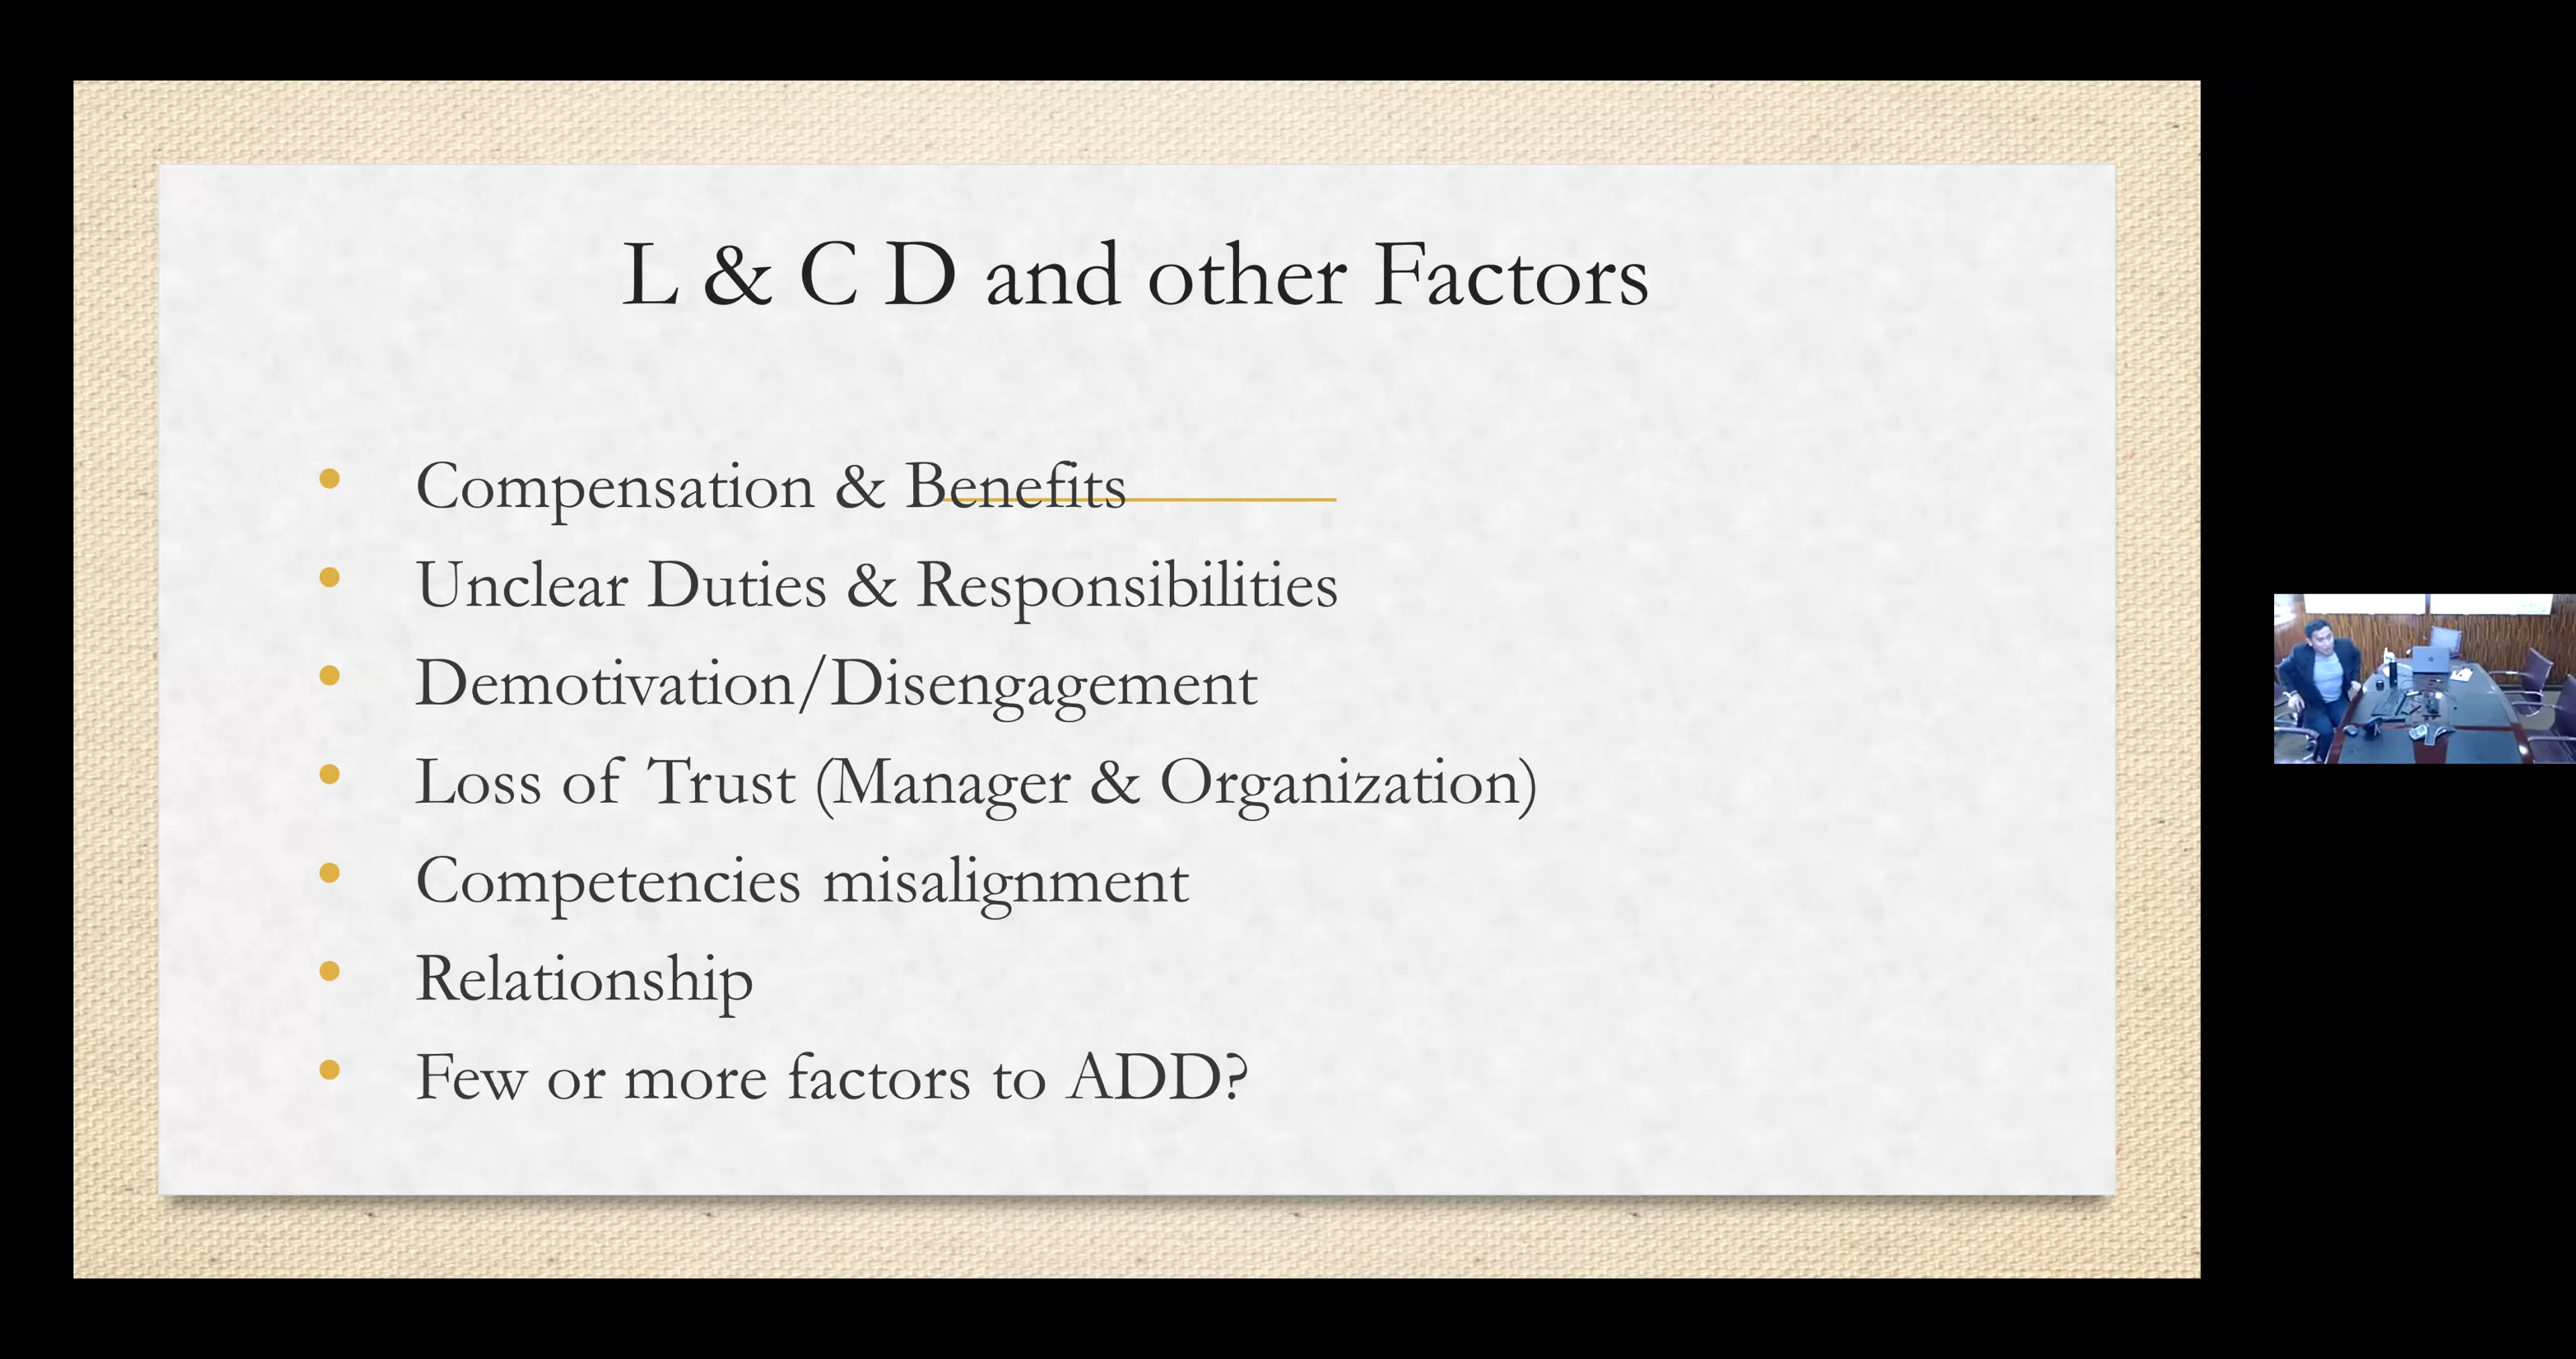 L & C D and other Factors
Compensation & Benefits
Unclear Duties & Responsibilities
Demotivation/Disengagement
Loss of Trust (Manager & Organization)
Competencies misalignment
Relationship
Few or more factors to ADD?